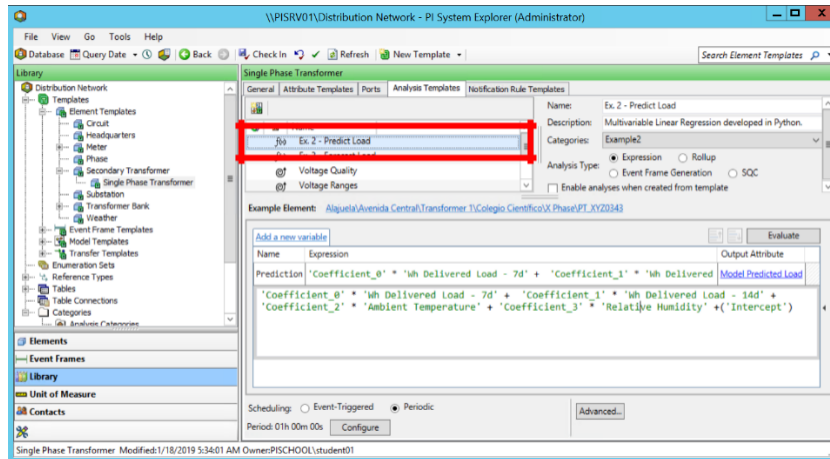 \\PISRV01\Distribution Network - PI System Explorer (Administrator)
File View Go Tools Help
Database Query Date Back Check In Refresh New Template Search Element Templates
Library
Distribution Network
Templates
Element Templates
Circuit
Headquarters
Meter
Phase
Secondary Transformer
Single Phase Transformer
Substation
Transformer Bank
Weather
Event Frame Templates
Model Templates
Transfer Templates
Enumeration Sets
Reference Types
Tables
Table Connections
Categories
Analysis Categories
Elements
Event Frames
Library
Unit of Measure
Contacts
Single Phase Transformer
General Attribute Templates Ports Analysis Templates Notification Rule Templates
Name
f(x) Ex. 2 - Predict Load
f(x) Ex. 3 - Forecast Load
Voltage Quality
Voltage Ranges
Name: Ex. 2 - Predict Load
Description: Multivariable Linear Regression developed in Python.
Categories: Example2
Analysis Type: Expression Rollup
Event Frame Generation SQC
Enable analyses when created from template
Example Element: Alajuela\Avenida Central\Transformer 1\Colegio Científico\X Phase\PT_XYZ0343
Add a new variable Evaluate
Name Expression Output Attribute
Prediction 'Coefficient_0' * 'Wh Delivered Load - 7d' + 'Coefficient_1' * 'Wh Delivered Model Predicted Load
'Coefficient_0' * 'Wh Delivered Load - 7d' + 'Coefficient_1' * 'Wh Delivered Load - 14d' +
'Coefficient_2' * 'Ambient Temperature' + 'Coefficient_3' * 'Relative Humidity' +('Intercept')
Scheduling: Event-Triggered Periodic Advanced...
Period: 01h 00m 00s Configure
Single Phase Transformer Modified:1/18/2019 5:34:01 AM Owner:PISCHOOL\student01